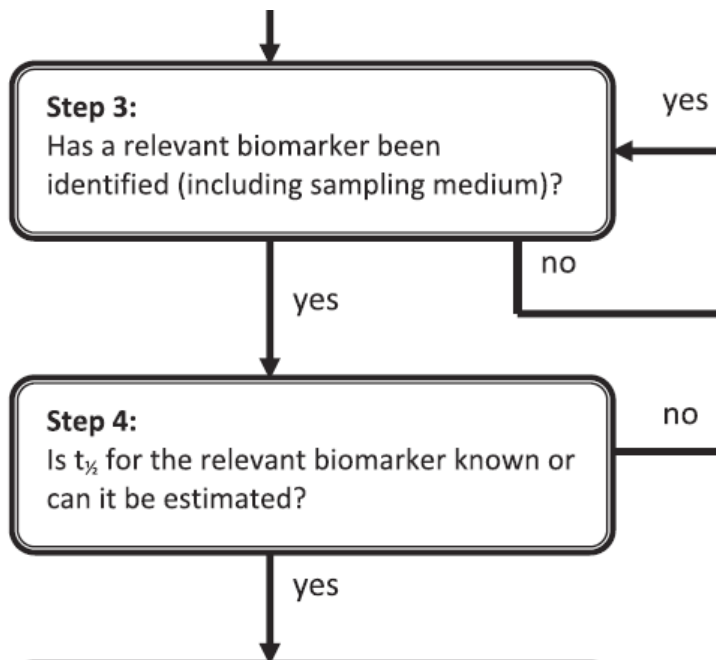 Step 3:
yes
Has a relevant biomarker been
identified (including sampling medium)?
no
yes
Step 4:
no
Is t½ for the relevant biomarker known or
can it be estimated?
yes